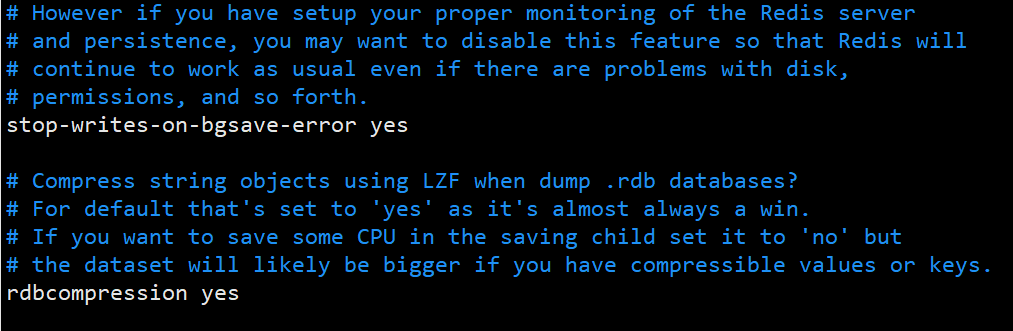 # However if you have setup your proper monitoring of the Redis server
# and persistence, you may want to disable this feature so that Redis will
# continue to work as usual even if there are problems with disk,
# permissions, and so forth.
stop-writes-on-bgsave-error yes
# Compress string objects using LZF when dump .rdb databases?
# For default that's set to 'yes' as it's almost always a win.
# If you want to save some CPU in the saving child set it to 'no' but
# the dataset will likely be bigger if you have compressible values or keys.
rdbcompression yes